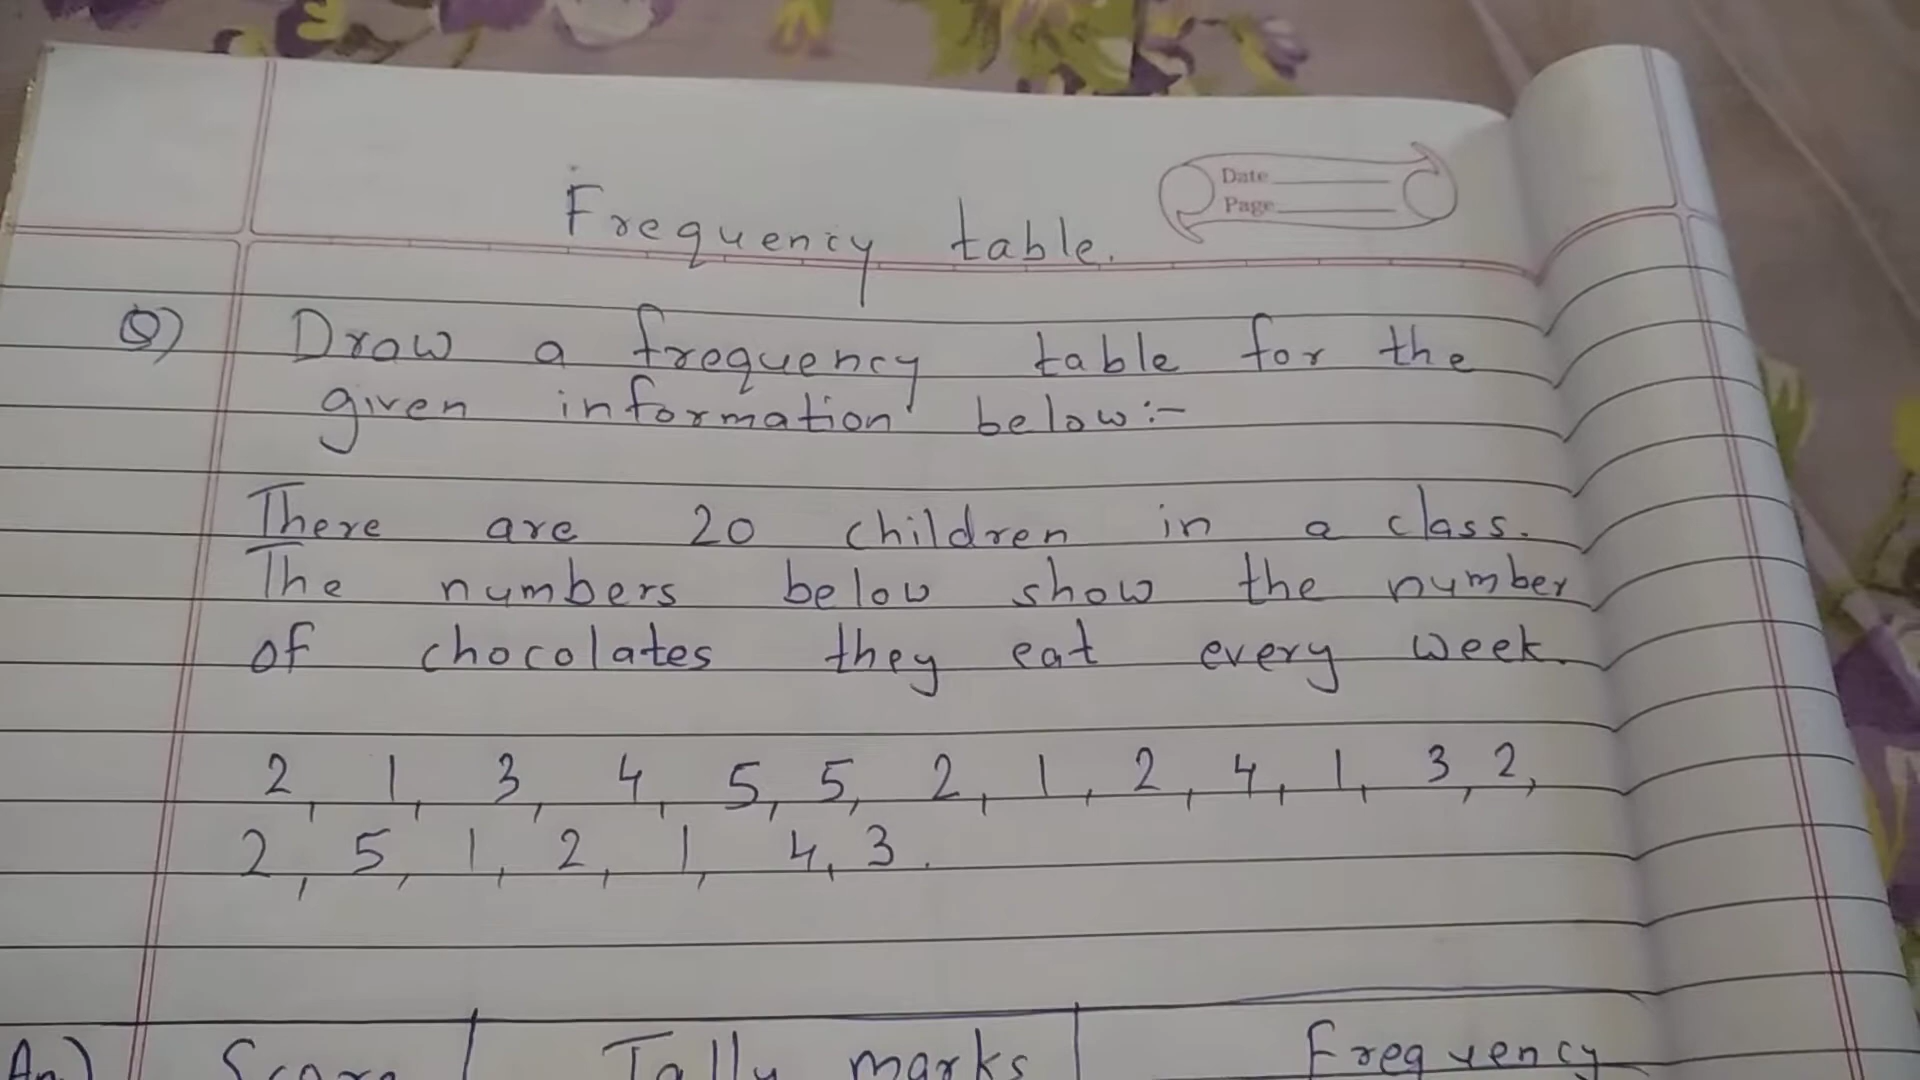 Date
Page
Frequency table.
Q) Draw a frequency table for the
given information below:-
There are 20 children in a class.
The numbers below show the number
of chocolates they eat every week.
2, 1, 3, 4, 5, 5, 2, 1, 2, 4, 1, 3, 2,
2, 5, 1, 2, 1, 4, 3.
An) Score Tally marks Frequency